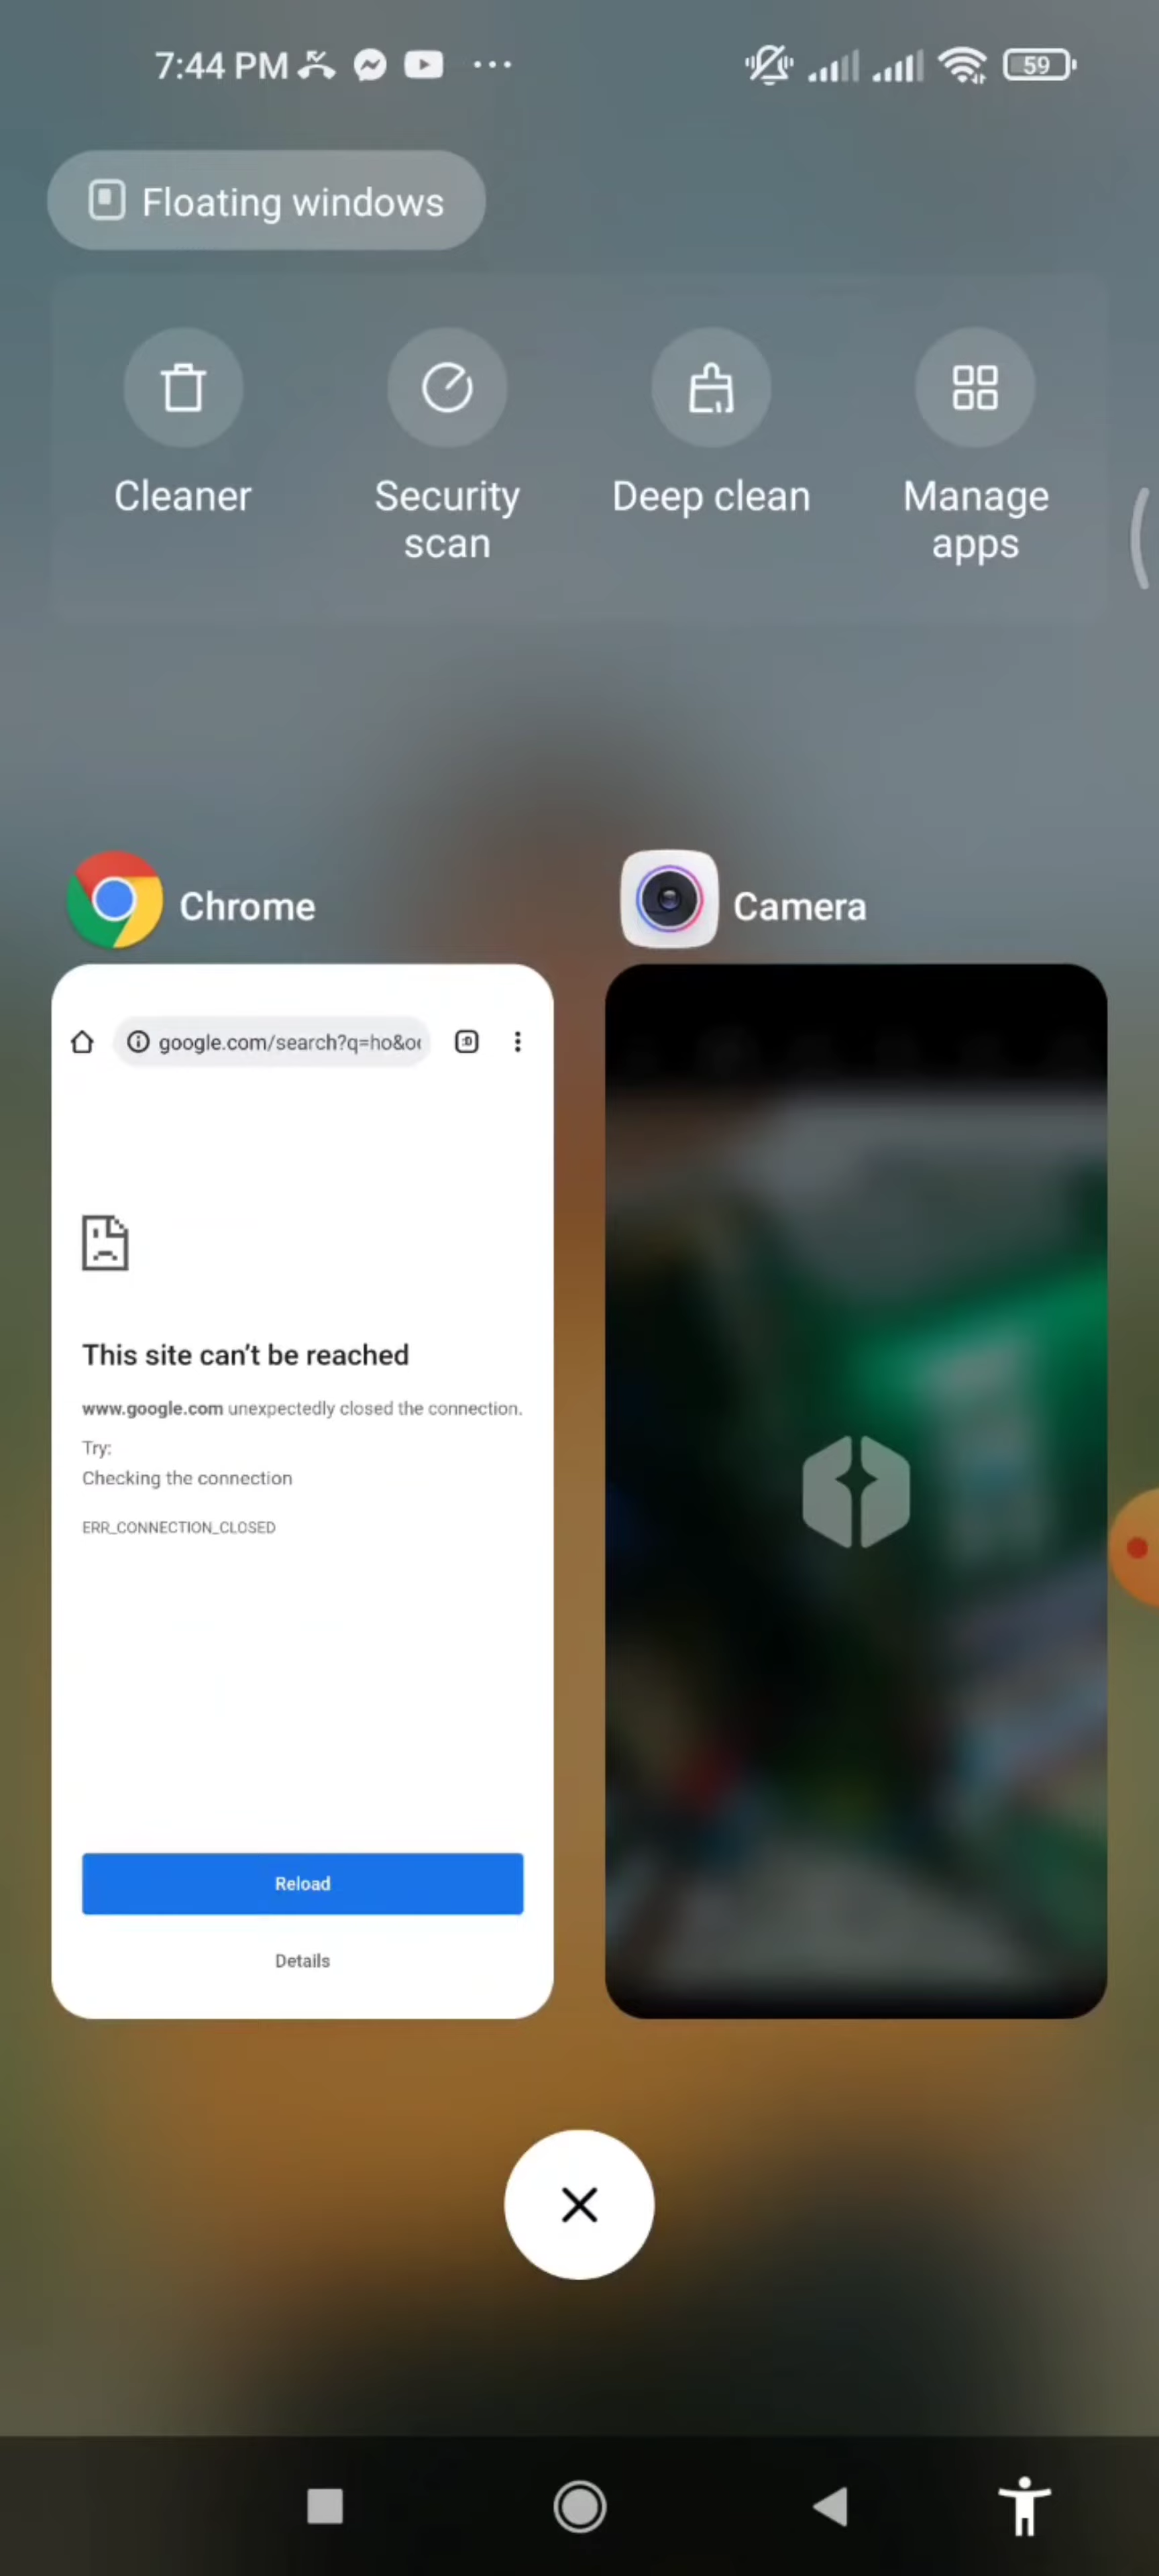 7:44 PM ... 59
Floating windows
Cleaner
Security scan
Deep clean
Manage apps
Chrome
Camera
google.com/search?q=ho&o
:D
This site can't be reached
www.google.com unexpectedly closed the connection.
Try:
Checking the connection
ERR_CONNECTION_CLOSED
Reload
Details